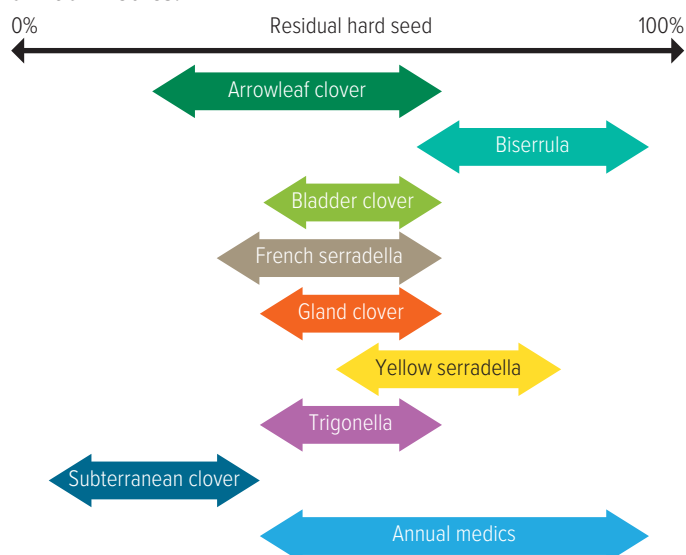 0% Residual hard seed 100%
Arrowleaf clover
Biserrula
Bladder clover
French serradella
Gland clover
Yellow serradella
Trigonella
Subterranean clover
Annual medics